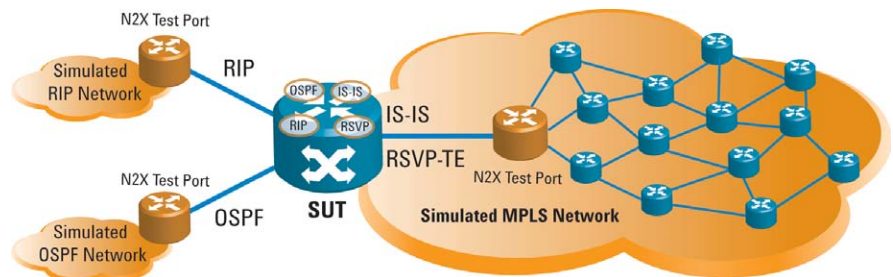 N2X Test Port
Simulated
RIP Network
RIP
OSPF
IS-IS
RIP
RSVP
IS-IS
RSVP-TE
SUT
N2X Test Port
Simulated
OSPF Network
OSPF
N2X Test Port
Simulated MPLS Network